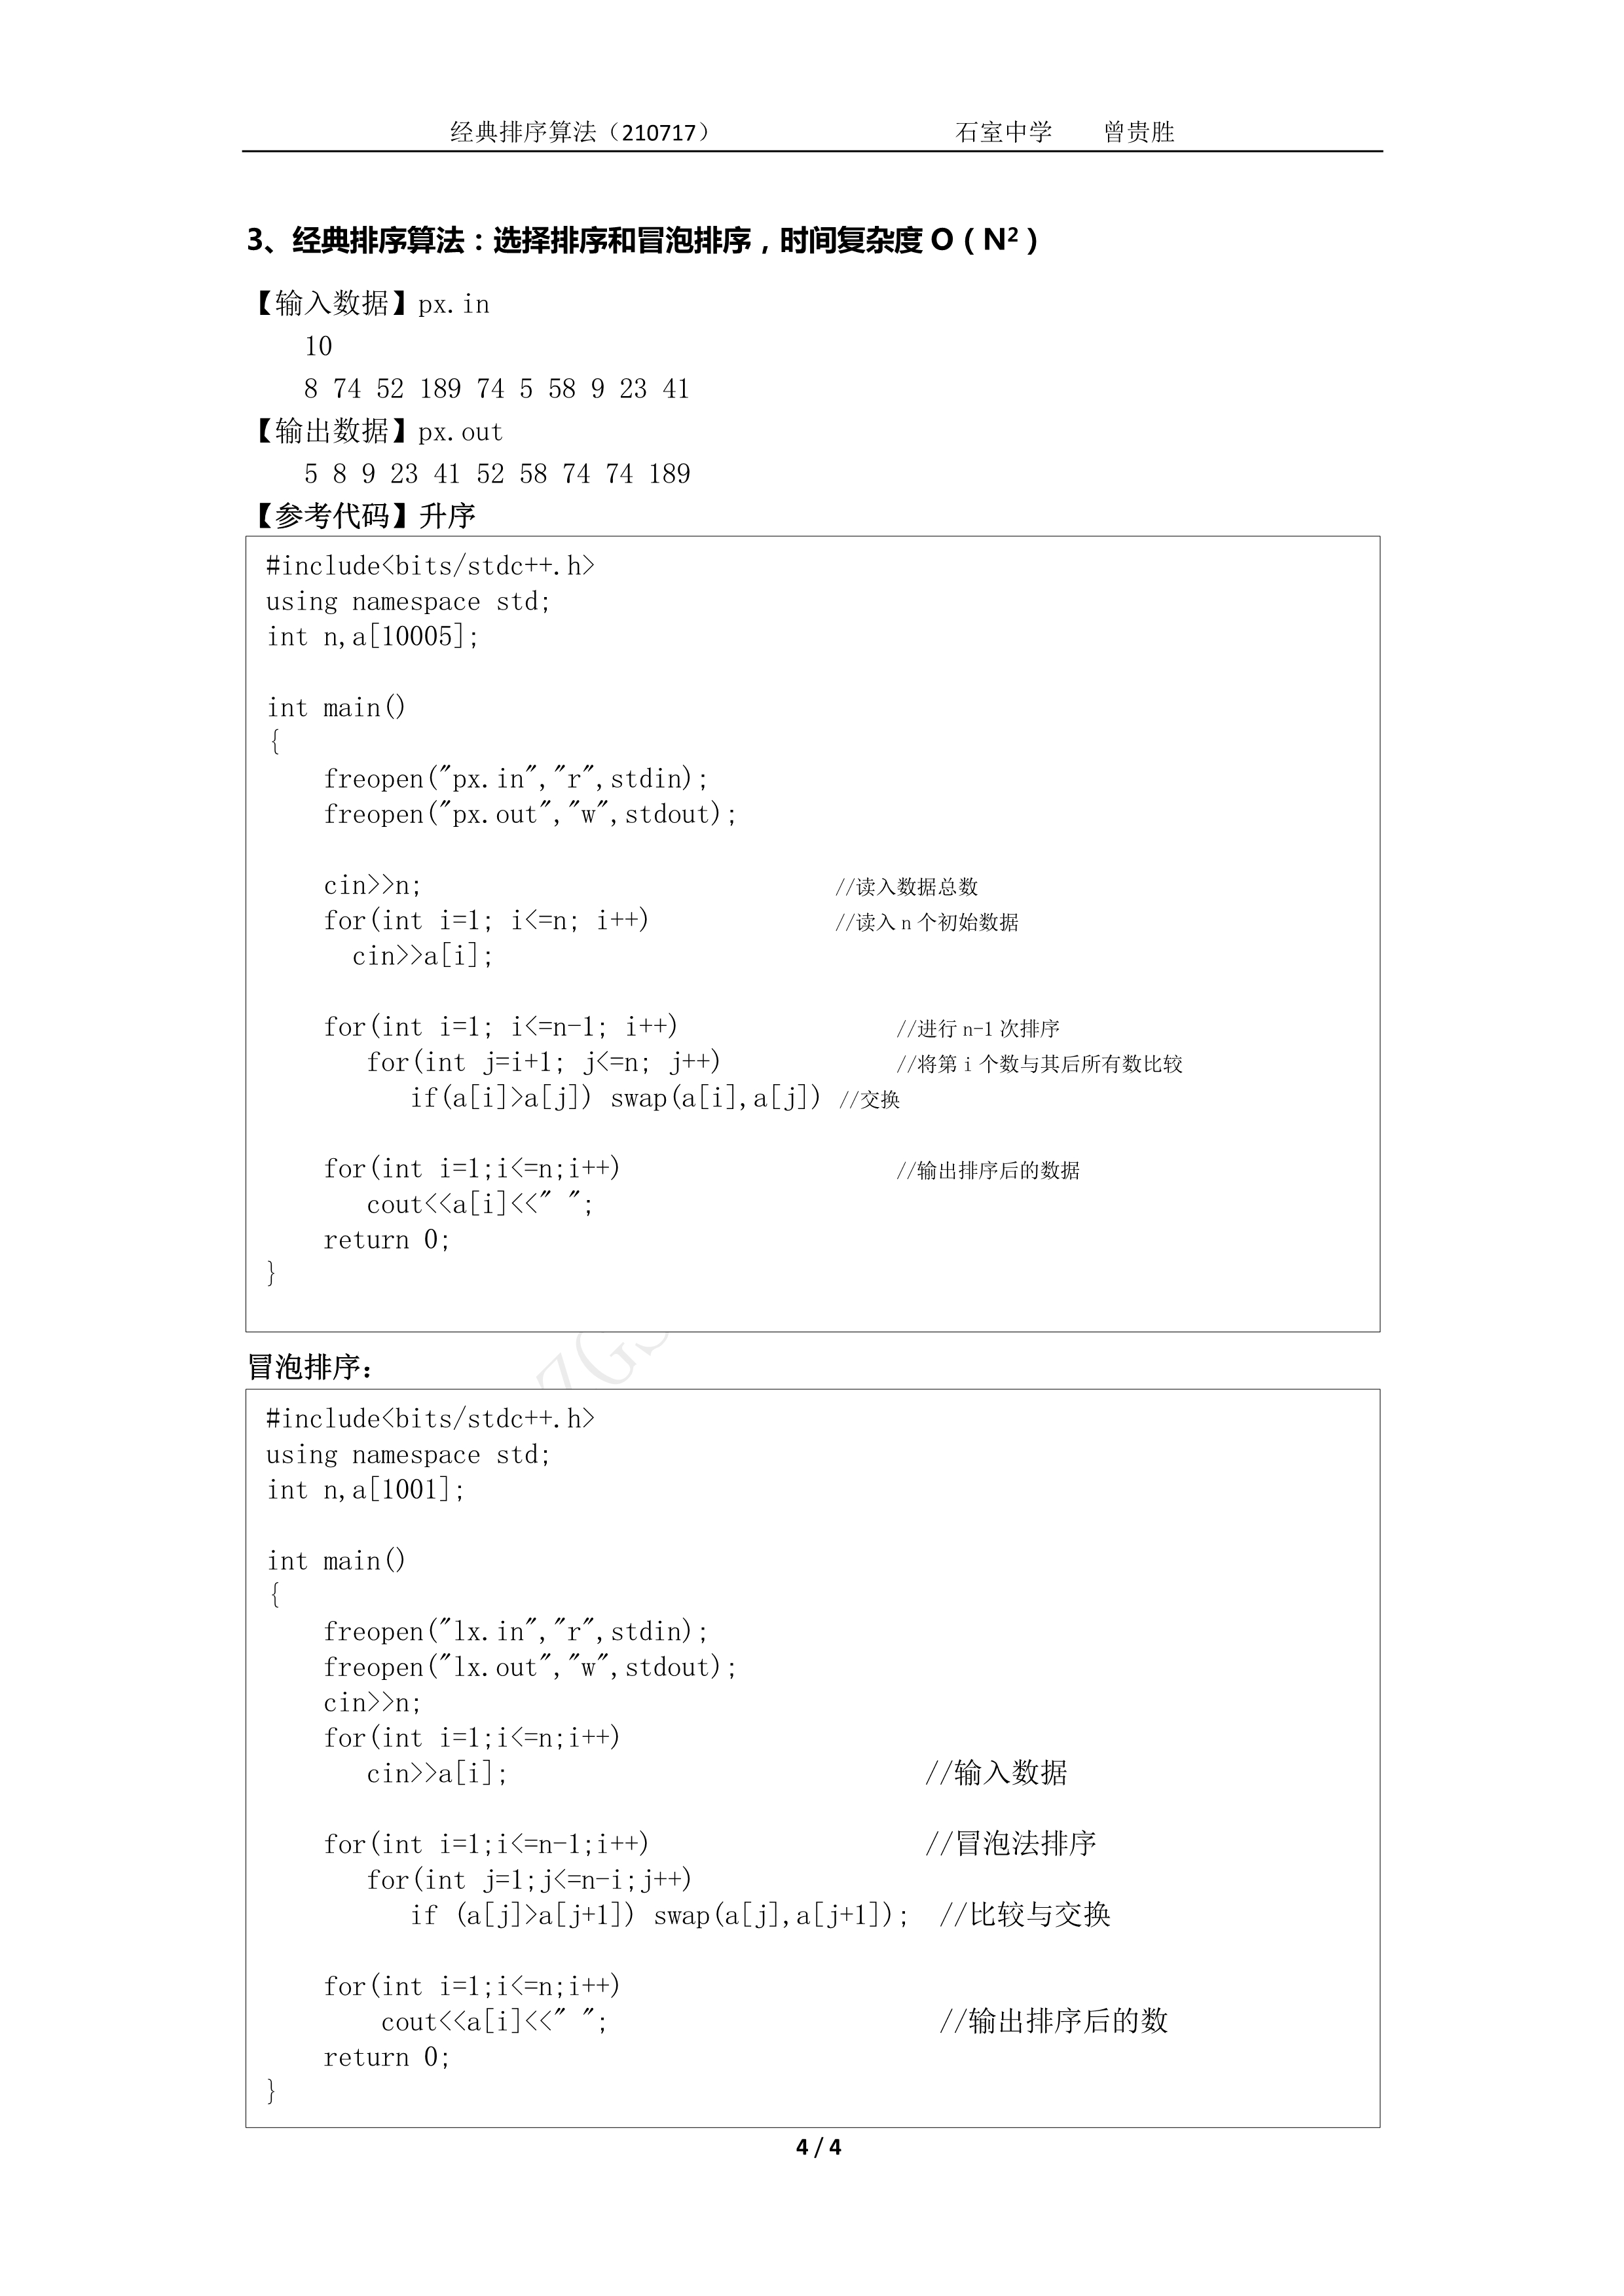 经典排序算法（210717） 石室中学 曾贵胜
3、经典排序算法：选择排序和冒泡排序，时间复杂度 O（N²）
【输入数据】px.in
10
8 74 52 189 74 5 58 9 23 41
【输出数据】px.out
5 8 9 23 41 52 58 74 74 189
【参考代码】升序
#include<bits/stdc++.h>
using namespace std;
int n,a[10005];
int main()
{
freopen("px.in","r",stdin);
freopen("px.out","w",stdout);
cin>>n; //读入数据总数
for(int i=1; i<=n; i++) //读入 n 个初始数据
cin>>a[i];
for(int i=1; i<=n-1; i++) //进行 n-1 次排序
for(int j=i+1; j<=n; j++) //将第 i 个数与其后所有数比较
if(a[i]>a[j]) swap(a[i],a[j]) //交换
for(int i=1;i<=n;i++) //输出排序后的数据
cout<<a[i]<<" ";
return 0;
}
ZGS
冒泡排序：
#include<bits/stdc++.h>
using namespace std;
int n,a[1001];
int main()
{
freopen("lx.in","r",stdin);
freopen("lx.out","w",stdout);
cin>>n;
for(int i=1;i<=n;i++)
cin>>a[i]; //输入数据
for(int i=1;i<=n-1;i++) //冒泡法排序
for(int j=1;j<=n-i;j++)
if (a[j]>a[j+1]) swap(a[j],a[j+1]); //比较与交换
for(int i=1;i<=n;i++)
cout<<a[i]<<" "; //输出排序后的数
return 0;
}
4 / 4